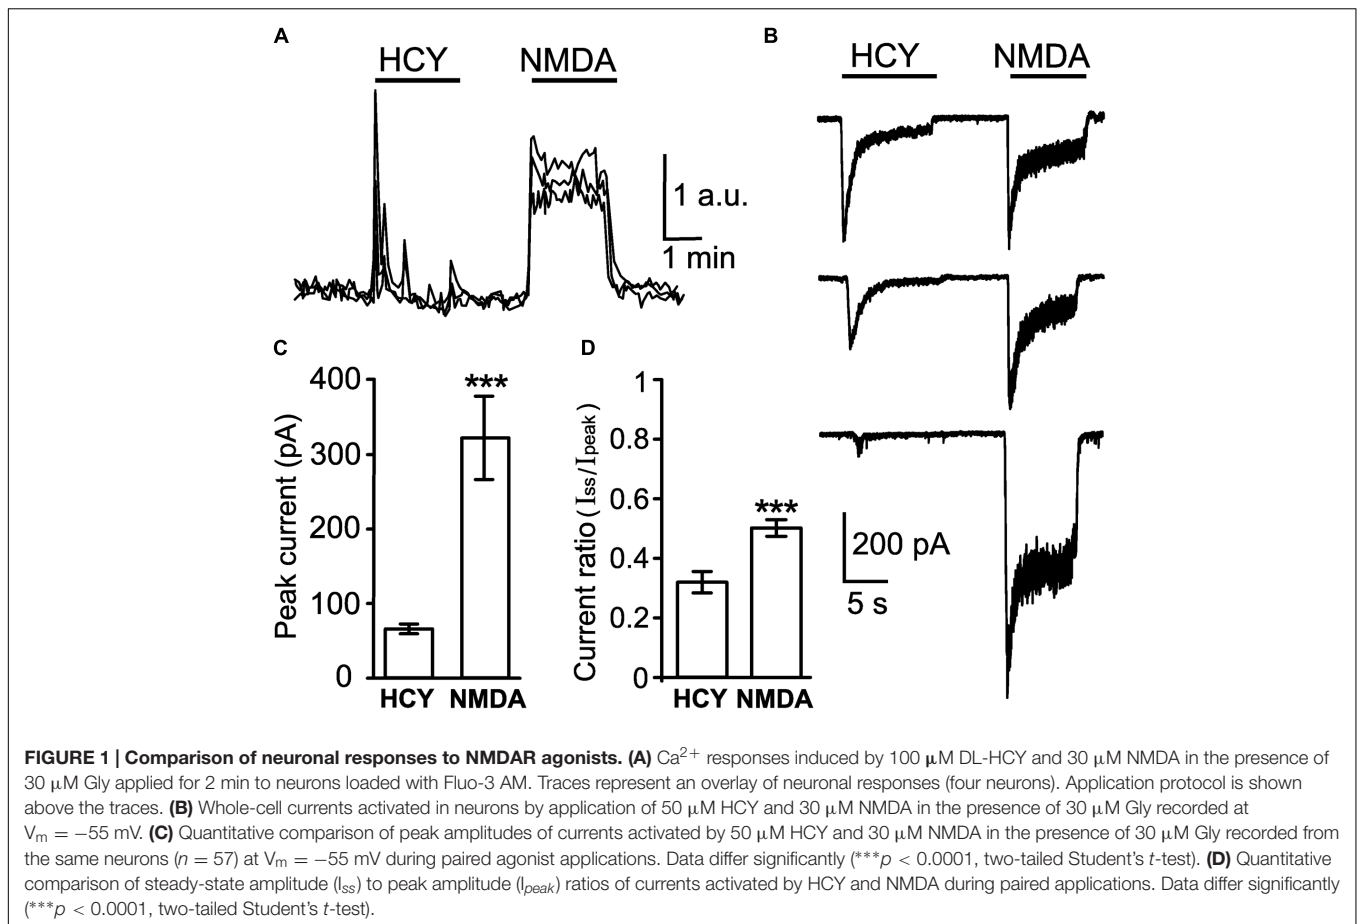 A
HCY
NMDA
1 a.u.
1 min
B
HCY
NMDA
200 pA
5 s
C
Peak current (pA)
400
300
200
100
0
***
HCY
NMDA
D
Current ratio (Iss/Ipeak)
1
0.8
0.6
0.4
0.2
0
***
HCY
NMDA
FIGURE 1 | Comparison of neuronal responses to NMDAR agonists. (A) Ca2+ responses induced by 100 μM DL-HCY and 30 μM NMDA in the presence of
30 μM Gly applied for 2 min to neurons loaded with Fluo-3 AM. Traces represent an overlay of neuronal responses (four neurons). Application protocol is shown
above the traces. (B) Whole-cell currents activated in neurons by application of 50 μM HCY and 30 μM NMDA in the presence of 30 μM Gly recorded at
Vm = −55 mV. (C) Quantitative comparison of peak amplitudes of currents activated by 50 μM HCY and 30 μM NMDA in the presence of 30 μM Gly recorded from
the same neurons (n = 57) at Vm = −55 mV during paired agonist applications. Data differ significantly (***p < 0.0001, two-tailed Student's t-test). (D) Quantitative
comparison of steady-state amplitude (Iss) to peak amplitude (Ipeak) ratios of currents activated by HCY and NMDA during paired applications. Data differ significantly
(***p < 0.0001, two-tailed Student's t-test).